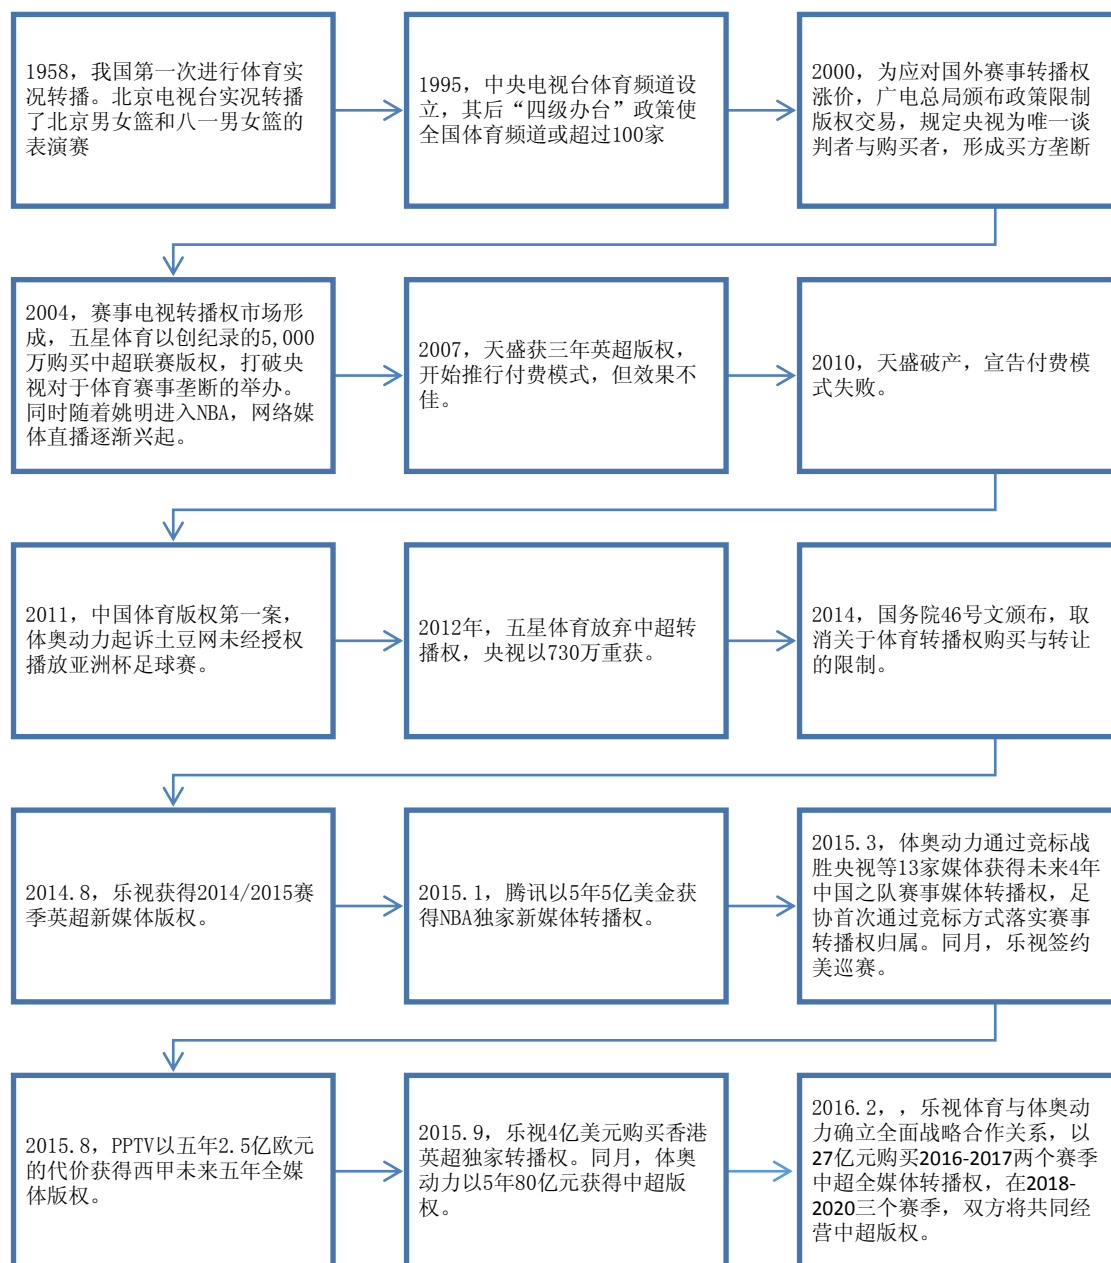 1958，我国第一次进行体育实
况转播。北京电视台实况转播
了北京男女篮和八一男女篮的
表演赛
1995，中央电视台体育频道设
立，其后“四级办台”政策使
全国体育频道或超过100家
2000，为应对国外赛事转播权
涨价，广电总局颁布政策限制
版权交易，规定央视为唯一谈
判者与购买者，形成买方垄断
2004，赛事电视转播权市场形
成，五星体育以创纪录的5,000
万购买中超联赛版权，打破央
视对于体育赛事垄断的举办。
同时随着姚明进入NBA，网络媒
体直播逐渐兴起。
2007，天盛获三年英超版权，
开始推行付费模式，但效果不
佳。
2010，天盛破产，宣告付费模
式失败。
2011，中国体育版权第一案，
体奥动力起诉土豆网未经授权
播放亚洲杯足球赛。
2012年，五星体育放弃中超转
播权，央视以730万重获。
2014，国务院46号文颁布，取
消关于体育转播权购买与转让
的限制。
2014.8，乐视获得2014/2015赛
季英超新媒体版权。
2015.1，腾讯以5年5亿美金获
得NBA独家新媒体转播权。
2015.3，体奥动力通过竞标战
胜央视等13家媒体获得未来4年
中国之队赛事媒体转播权，足
协首次通过竞标方式落实赛事
转播权归属。同月，乐视签约
美巡赛。
2015.8，PPTV以五年2.5亿欧元
的代价获得西甲未来五年全媒
体版权。
2015.9，乐视4亿美元购买香港
英超独家转播权。同月，体奥
动力以5年80亿元获得中超版
权。
2016.2，，乐视体育与体奥动
力确立全面战略合作关系，以
27亿元购买2016-2017两个赛季
中超全媒体转播权，在2018-
2020三个赛季，双方将共同经
营中超版权。